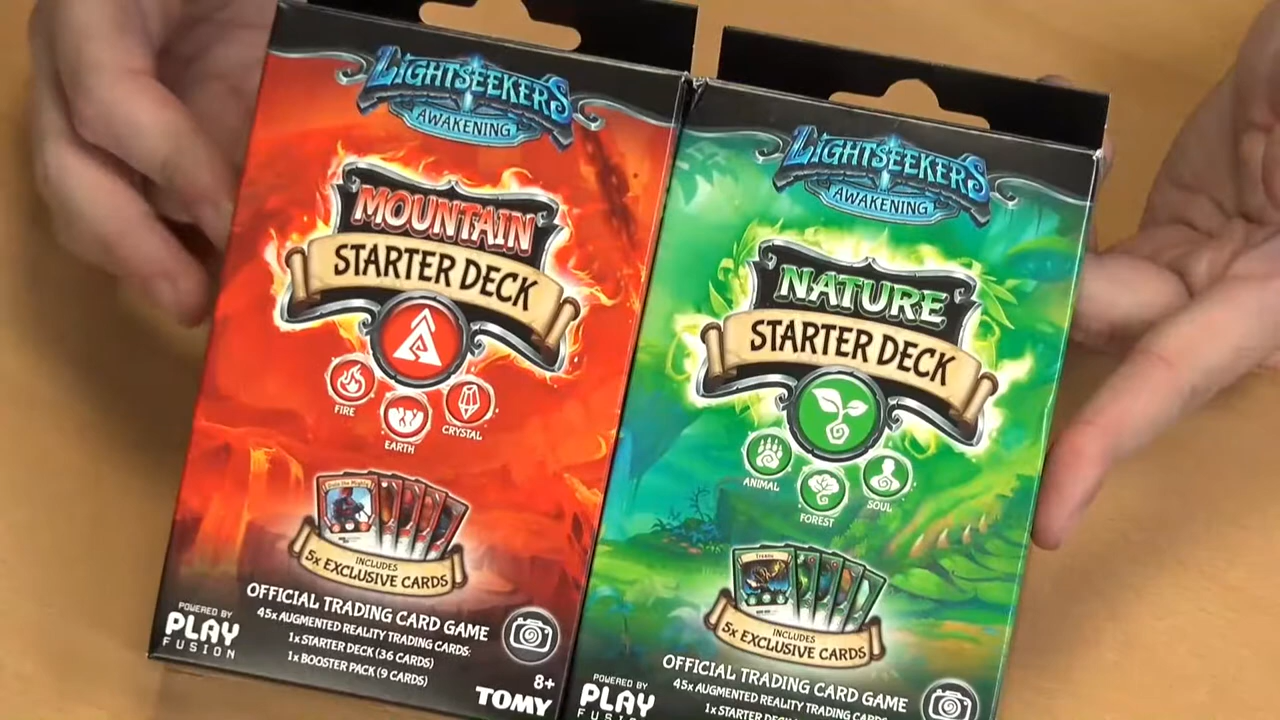 LIGHTSEEKERS
AWAKENING
MOUNTAIN
STARTER DECK
FIRE
EARTH
CRYSTAL
INCLUDES
5x EXCLUSIVE CARDS
OFFICIAL TRADING CARD GAME
45x AUGMENTED REALITY TRADING CARDS:
1x STARTER DECK (36 CARDS)
1x BOOSTER PACK (9 CARDS)
POWERED BY
PLAY
FUSION
8+
TOMY
LIGHTSEEKERS
AWAKENING
NATURE
STARTER DECK
ANIMAL
FOREST
SOUL
INCLUDES
5x EXCLUSIVE CARDS
OFFICIAL TRADING CARD GAME
45x AUGMENTED REALITY TRADING CARDS
1x STARTER
POWERED BY
PLAY